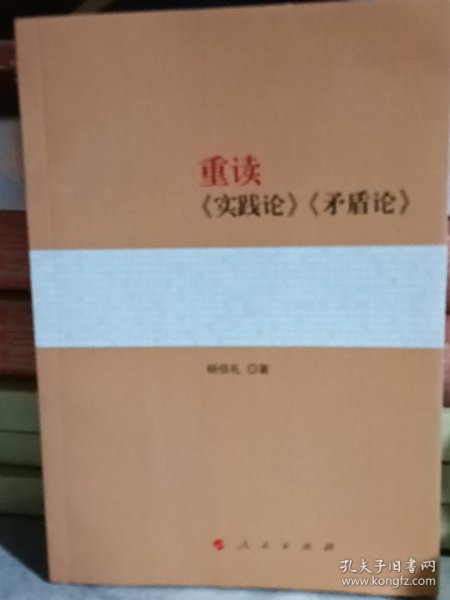 重读
《实践论》《矛盾论》
杨信礼 ◎著
人民出版社
孔夫子旧书网
www.kongfz.com